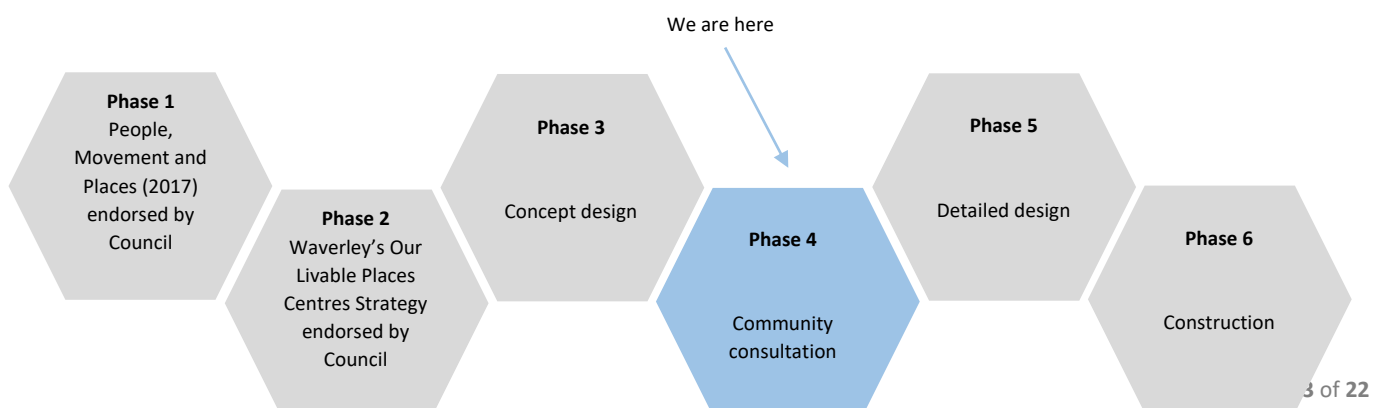 We are here
Phase 1
People,
Movement and
Places (2017)
endorsed by
Council
Phase 2
Waverley's Our
Livable Places
Centres Strategy
endorsed by
Council
Phase 3
Concept design
Phase 4
Community
consultation
Phase 5
Detailed design
Phase 6
Construction
3 of 22